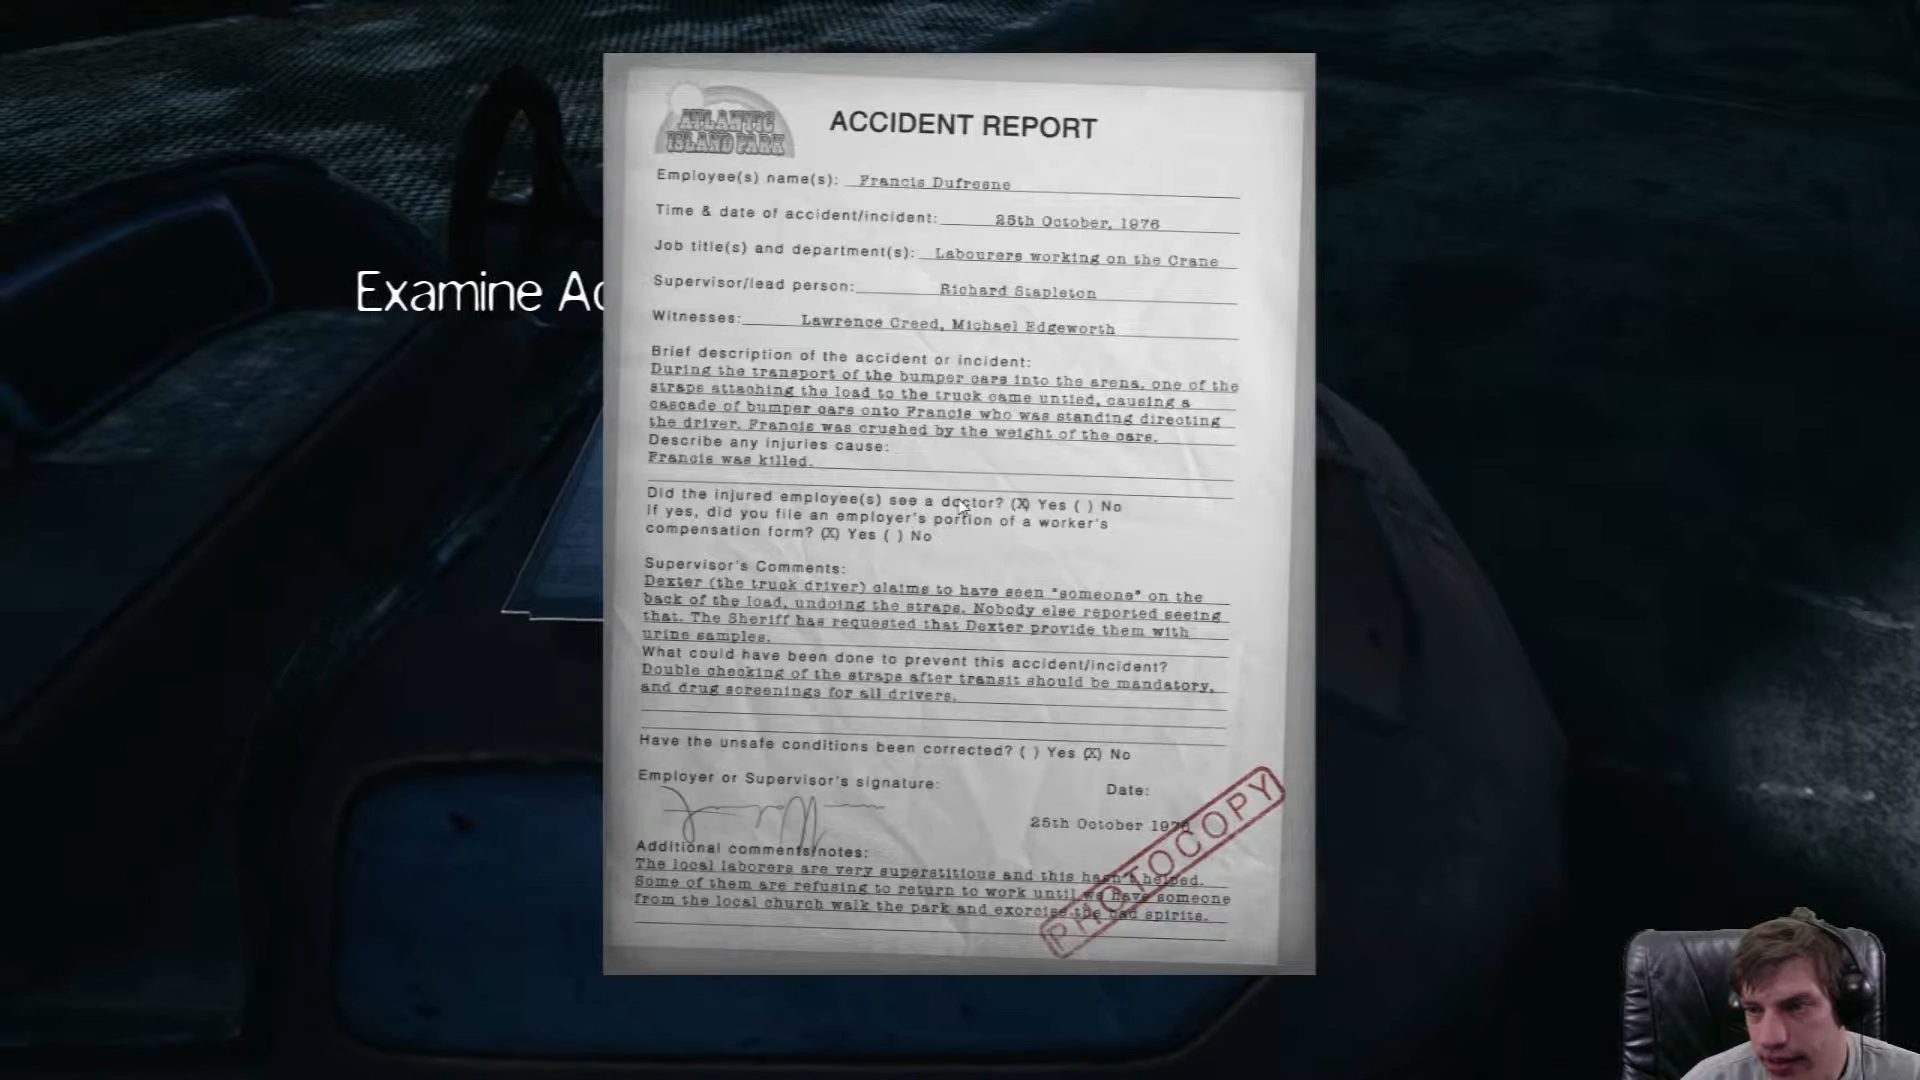 ATLANTIC
ISLAND PARK
ACCIDENT REPORT
Employee(s) name(s): Francis Dufresne
Time & date of accident/incident: 25th October, 1976
Job title(s) and department(s): Labourers working on the Crane
Supervisor/lead person: Richard Stapleton
Witnesses: Lawrence Creed, Michael Edgeworth
Examine Ac
Brief description of the accident or incident:
During the transport of the bumper cars into the arena, one of the
straps attaching the load to the truck came untied, causing a
cascade of bumper cars onto Francis who was standing directing
the driver. Francis was crushed by the weight of the cars.
Describe any injuries cause:
Francis was killed.
Did the injured employee(s) see a doctor? (X) Yes ( ) No
If yes, did you file an employer's portion of a worker's
compensation form? (X) Yes ( ) No
Supervisor's Comments:
Dexter (the truck driver) claims to have seen "someone" on the
back of the load, undoing the straps. Nobody else reported seeing
that. The Sheriff has requested that Dexter provide them with
urine samples.
What could have been done to prevent this accident/incident?
Double checking of the straps after transit should be mandatory,
and drug screenings for all drivers.
Have the unsafe conditions been corrected? ( ) Yes (X) No
Employer or Supervisor's signature:
Date:
25th October 1976
PHOTOCOPY
Additional comments/notes:
The local laborers are very superstitious and this hasn't helped.
Some of them are refusing to return to work until we have someone
from the local church walk the park and exorcise the bad spirits.